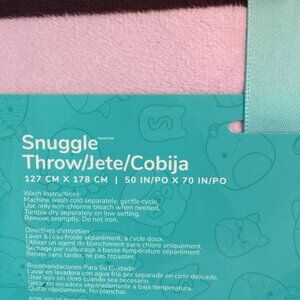 Snuggle
Throw/Jete/Cobija
127 CM X 178 CM | 50 IN/PO X 70 IN/PO
Wash Instructions:
Machine wash cold separately, gentle cycle.
Use only non-chlorine bleach when needed.
Tumble dry separately on low setting.
Remove promptly. Do not iron.
Directives d'entretien
Laver à l'eau froide séparément, à cycle doux.
Utiliser un agent de blanchiment sans chlore uniquement.
Séchage par culbutage à basse température séparément.
Retirer sans tarder, ne pas repasser.
Recomendaciones Para Su Cuidado:
Lavar en lavadora con agua fría por separado en ciclo delicado.
Usar lejía sin cloro cuando sea necesario.
Secar en secadora separadamente a baja temperatura.
Quitar rápidamente, No planchar.